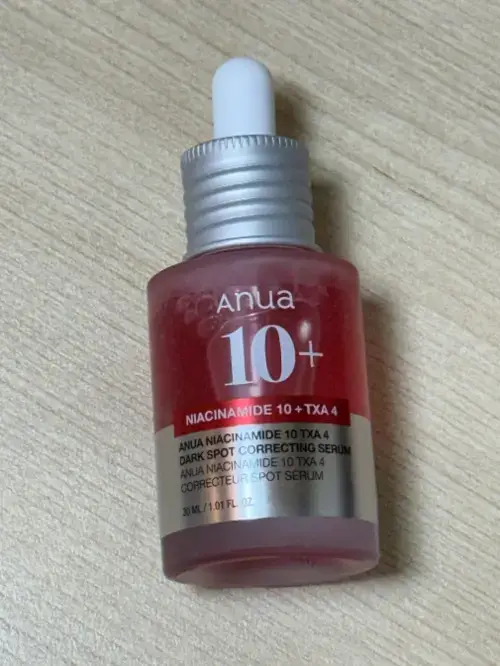 Anua
10+
NIACINAMIDE 10 + TXA 4
ANUA NIACINAMIDE 10 TXA 4
DARK SPOT CORRECTING SERUM
ANUA NIACINAMIDE 10 TXA 4
CORRECTEUR SPOT SERUM
30 ML / 1.01 FL. OZ.